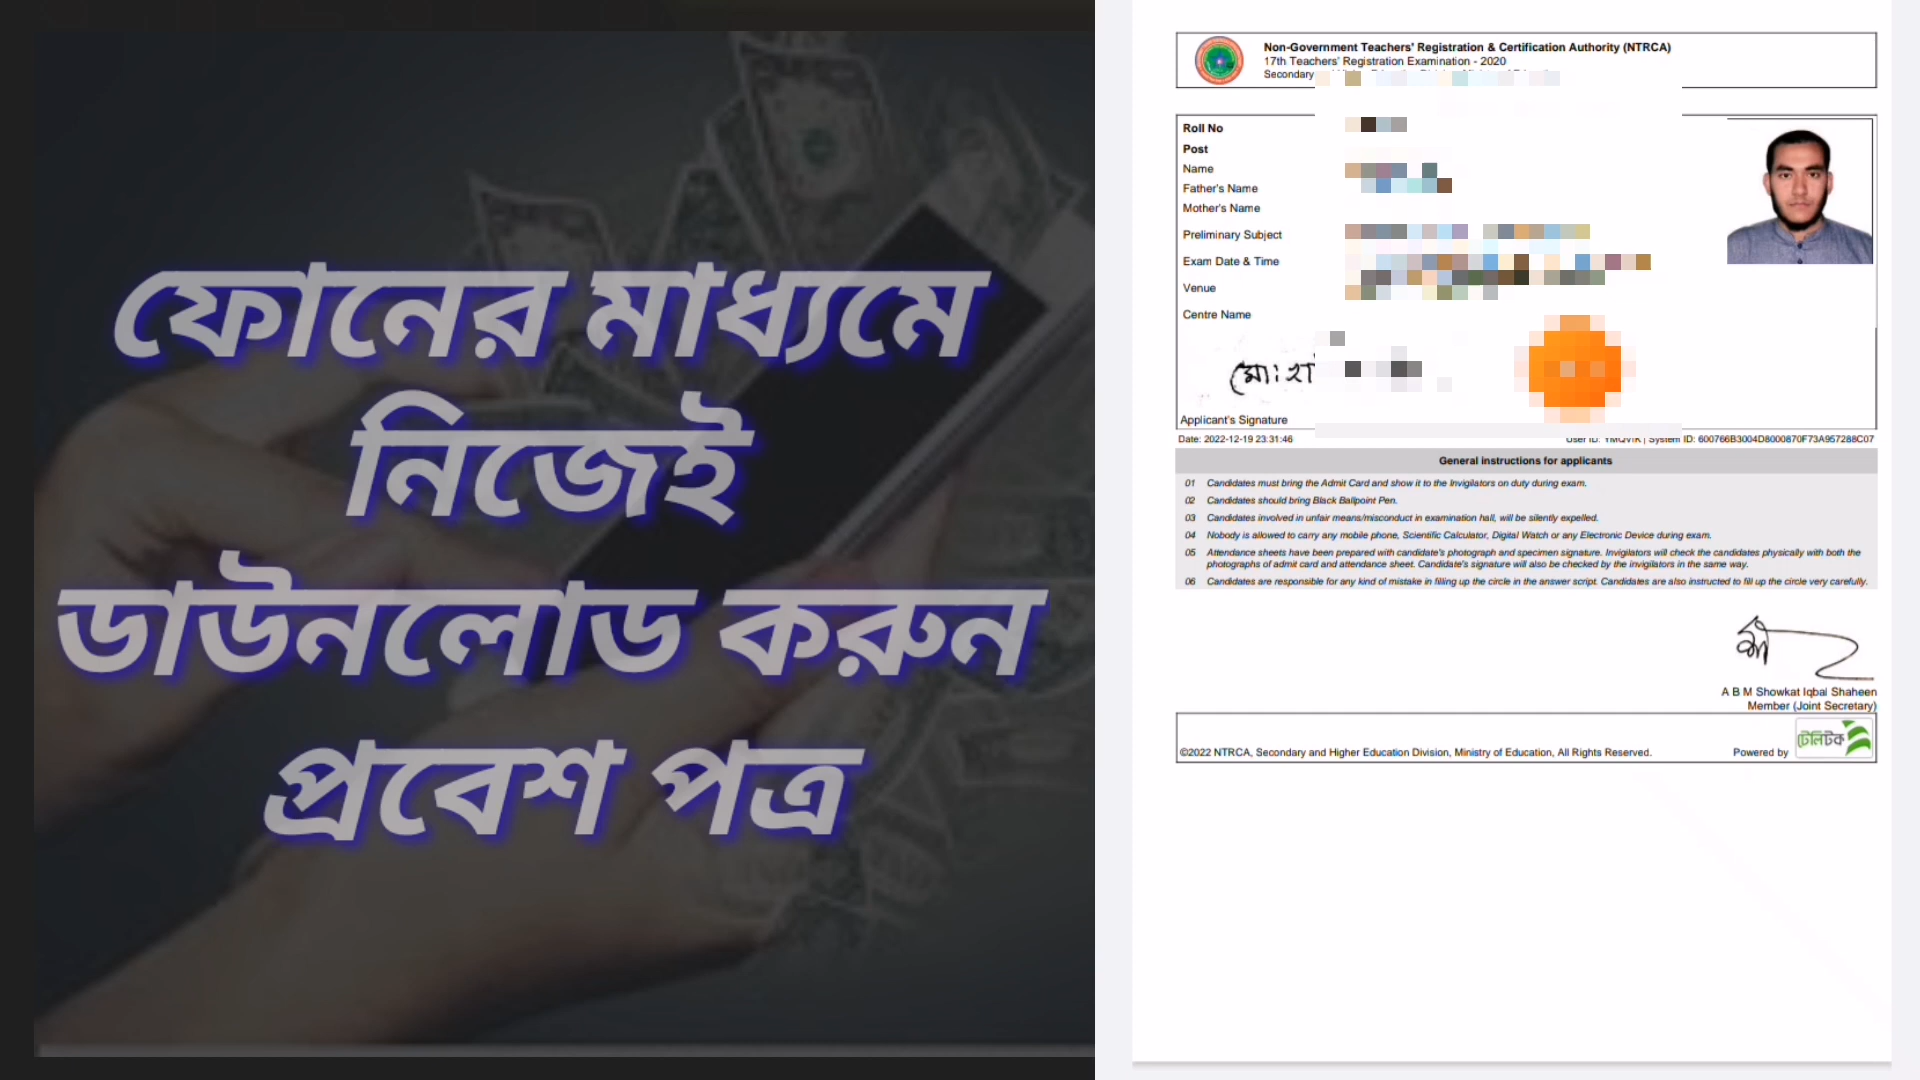 ফোনের মাধ্যমে
নিজেই
ডাউনলোড করুন
প্রবেশ পত্র
Non-Government Teachers' Registration & Certification Authority (NTRCA)
17th Teachers' Registration Examination - 2020
Secondary
Roll No
Post
Name
Father's Name
Mother's Name
Preliminary Subject
Exam Date & Time
Venue
Centre Name
মোঃ হা
Applicant's Signature
Date: 2022-12-19 23:31:46
| System ID: 600766B3004D8000870F73A957288C07
General instructions for applicants
01 Candidates must bring the Admit Card and show it to the Invigilators on duty during exam.
02 Candidates should bring Black Ballpoint Pen.
03 Candidates involved in unfair means/misconduct in examination hall, will be silently expelled.
04 Nobody is allowed to carry any mobile phone, Scientific Calculator, Digital Watch or any Electronic Device during exam.
05 Attendance sheets have been prepared with candidate's photograph and specimen signature. Invigilators will check the candidates physically with both the
photographs of admit card and attendance sheet. Candidate's signature will also be checked by the invigilators in the same way.
06 Candidates are responsible for any kind of mistake in filling up the circle in the answer script. Candidates are also instructed to fill up the circle very carefully.
A B M Showkat Iqbal Shaheen
Member (Joint Secretary)
©2022 NTRCA, Secondary and Higher Education Division, Ministry of Education, All Rights Reserved.
Powered by
টেলিটক